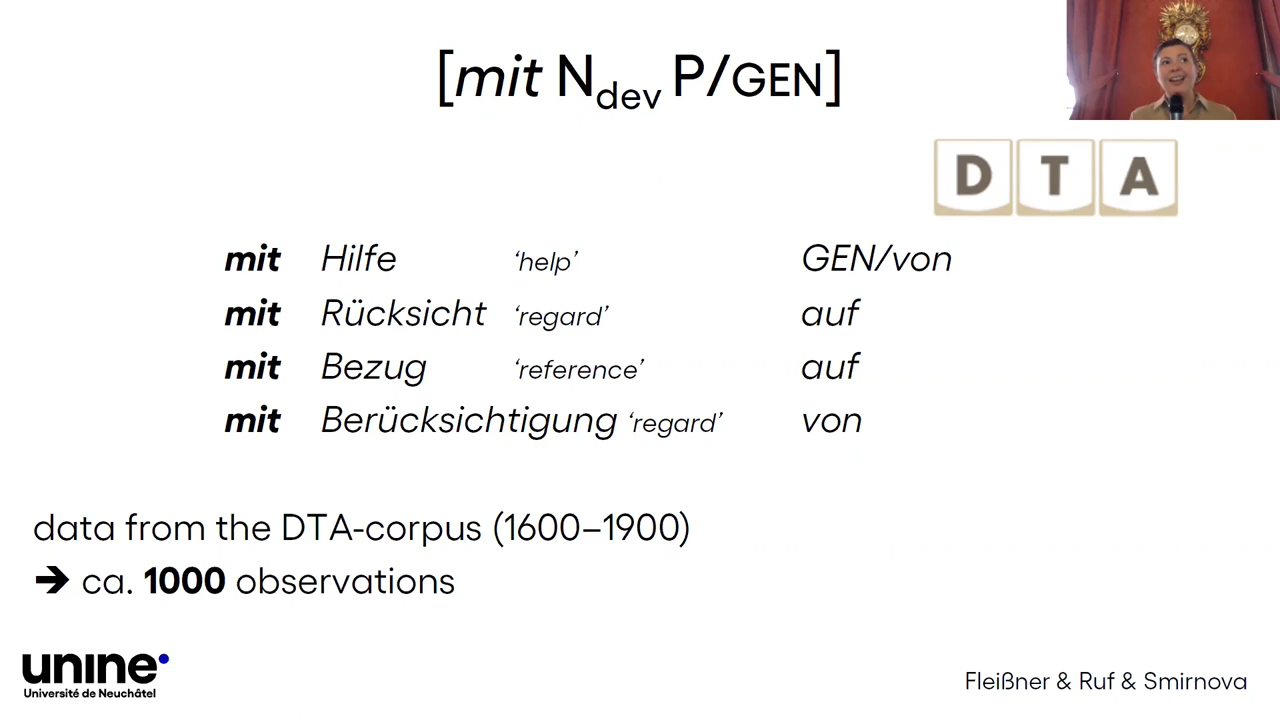 [mit Ndev P/GEN]
D T A
mit Hilfe ‘help’ GEN/von
mit Rücksicht ‘regard’ auf
mit Bezug ‘reference’ auf
mit Berücksichtigung ‘regard’ von
data from the DTA-corpus (1600–1900)
➔ ca. 1000 observations
unine
Université de Neuchâtel
Fleißner & Ruf & Smirnova